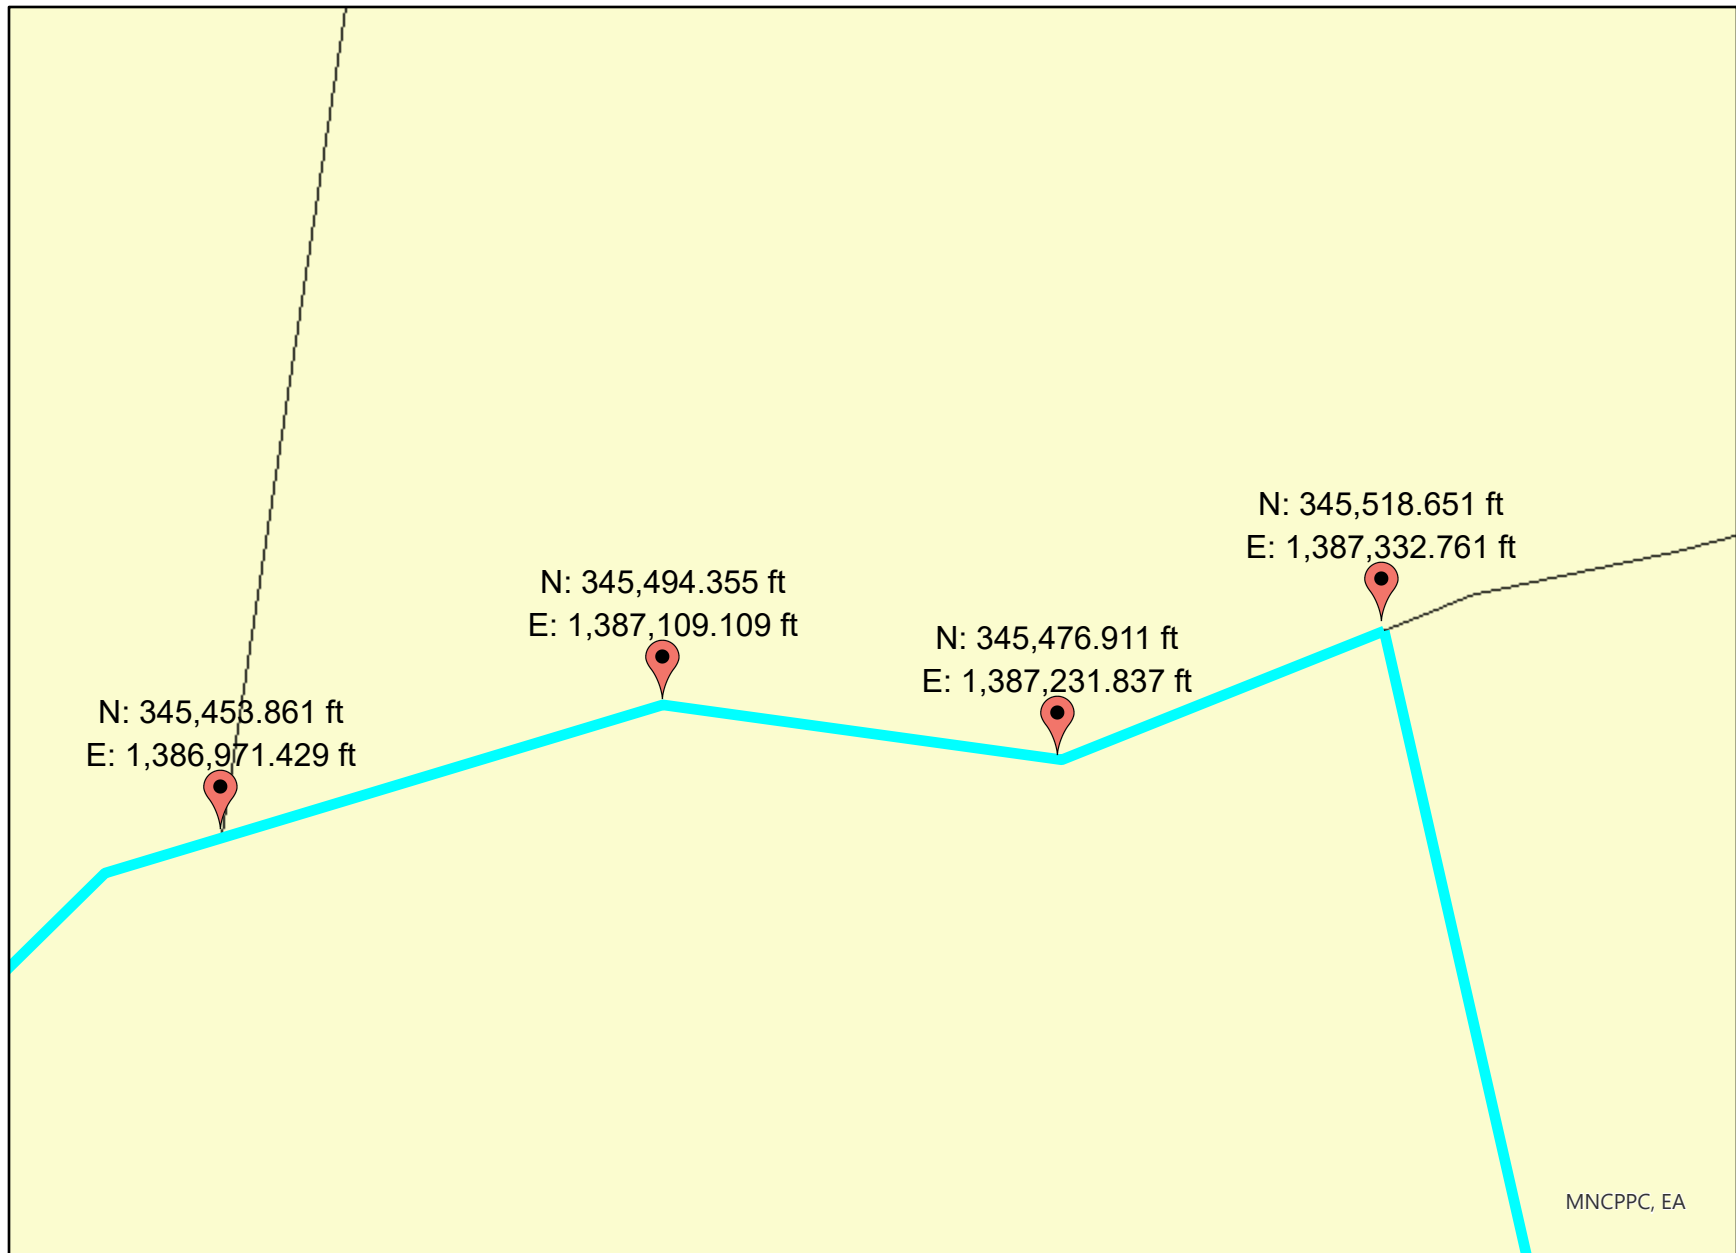 N: 345,518.651 ft
E: 1,387,332.761 ft
N: 345,494.355 ft
E: 1,387,109.109 ft
N: 345,476.911 ft
E: 1,387,231.837 ft
N: 345,453.861 ft
E: 1,386,971.429 ft
MNCPPC, EA